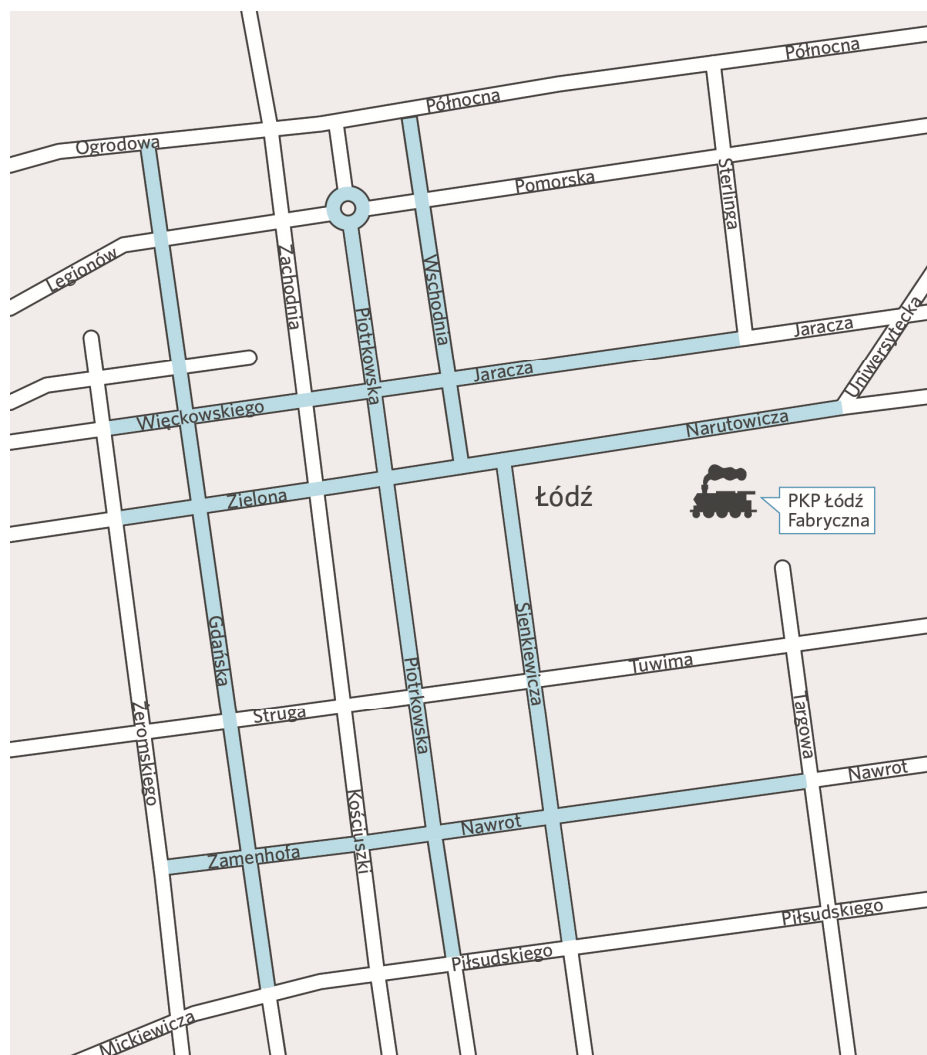 Północna
Północna
Ogrodowa
Pomorska
Sterlinga
Legionów
Zachodnia
Wschodnia
Uniwersytecka
Piotrkowska
Jaracza
Jaracza
Więckowskiego
Narutowicza
Zielona
Łódź
PKP Łódź
Fabryczna
Gdańska
Sienkiewicza
Tuwima
Piotrkowska
Struga
Żeromskiego
Targowa
Nawrot
Kościuszki
Nawrot
Zamenhofa
Piłsudskiego
Piłsudskiego
Mickiewicza